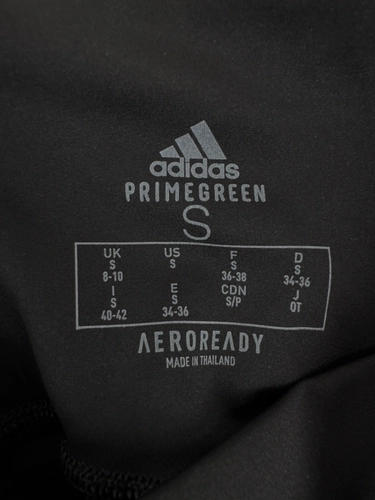 adidas
PRIMEGREEN
S
UK US F D
S S S S
8-10 36-38 34-36
I E CDN J
S S S/P OT
40-42 34-36
AEROREADY
MADE IN THAILAND